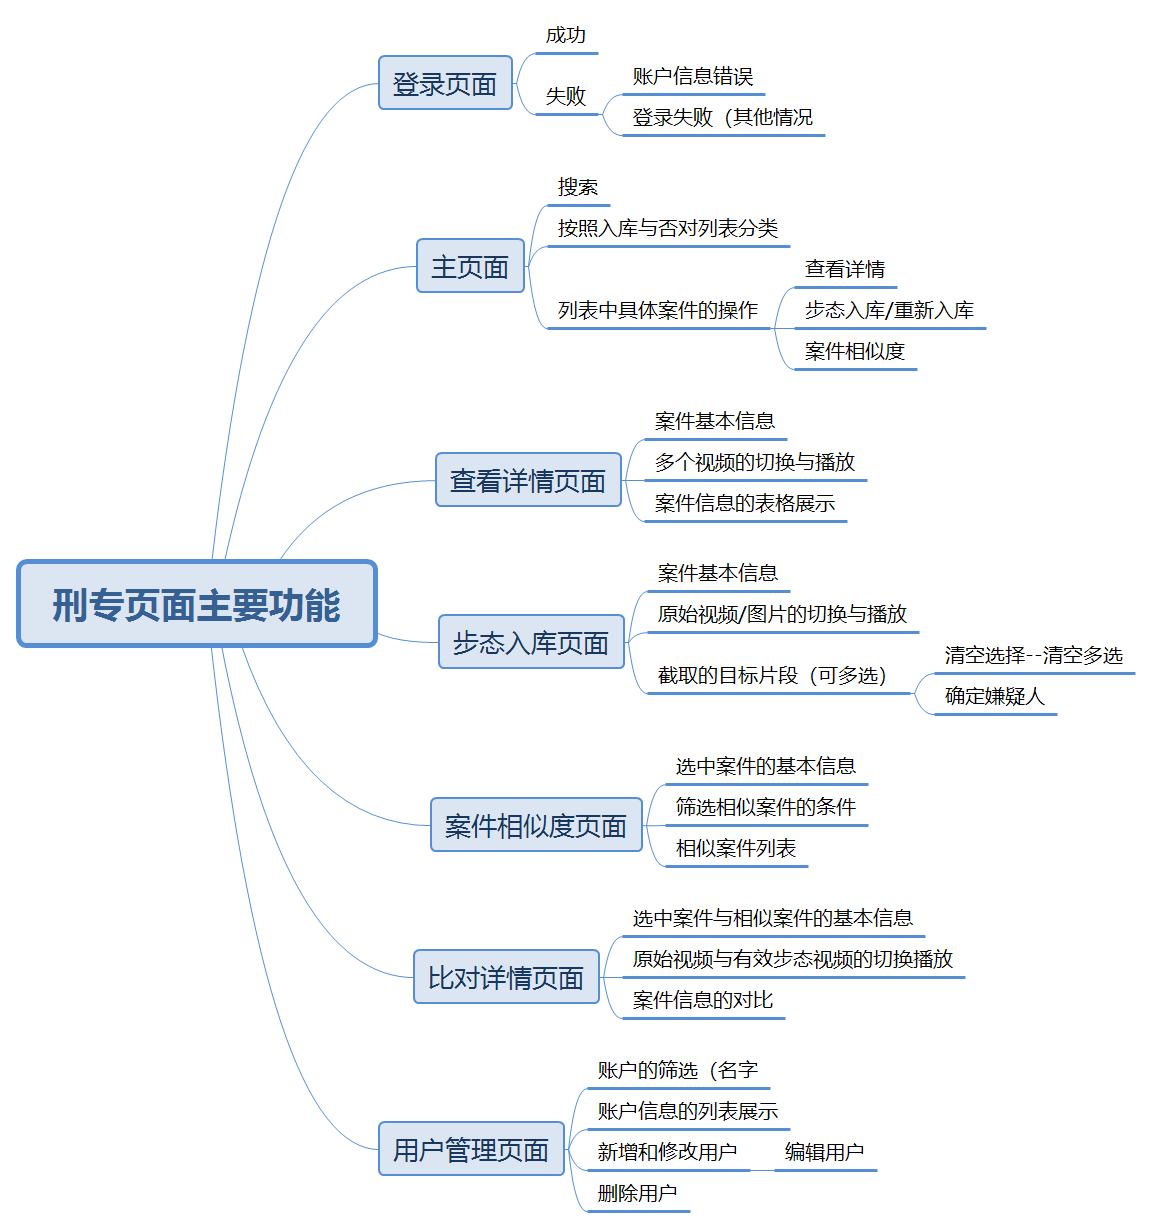 刑专页面主要功能
登录页面
成功
失败
账户信息错误
登录失败（其他情况
主页面
搜索
按照入库与否对列表分类
列表中具体案件的操作
查看详情
步态入库/重新入库
案件相似度
查看详情页面
案件基本信息
多个视频的切换与播放
案件信息的表格展示
步态入库页面
案件基本信息
原始视频/图片的切换与播放
截取的目标片段（可多选）
清空选择--清空多选
确定嫌疑人
案件相似度页面
选中案件的基本信息
筛选相似案件的条件
相似案件列表
比对详情页面
选中案件与相似案件的基本信息
原始视频与有效步态视频的切换播放
案件信息的对比
用户管理页面
账户的筛选（名字
账户信息的列表展示
新增和修改用户
编辑用户
删除用户